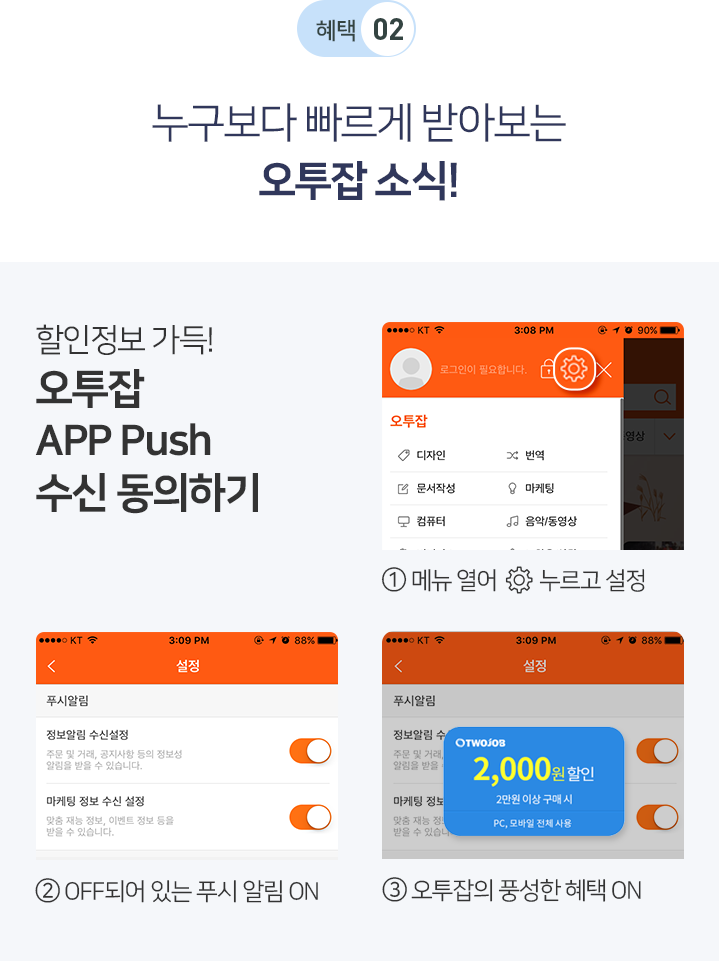 혜택 02
누구보다 빠르게 받아보는
오투잡 소식!
할인정보 가득!
오투잡
APP Push
수신 동의하기
KT 3:08 PM 90%
로그인이 필요합니다.
영상
오투잡
디자인 번역
문서작성 마케팅
컴퓨터 음악/동영상
① 메뉴 열어 누르고 설정
KT 3:09 PM 88%
설정
푸시알림
정보알림 수신설정
주문 및 거래, 공지사항 등의 정보성
알림을 받을 수 있습니다.
마케팅 정보 수신 설정
맞춤 재능 정보, 이벤트 정보 등을
받을 수 있습니다.
② OFF되어 있는 푸시 알림 ON
KT 3:09 PM 88%
설정
푸시알림
정보알림 수
주문 및 거래,
알림을 받을 수
마케팅 정보
맞춤 재능
받을 수 있습니
OTWOJOB
2,000원 할인
2만원 이상 구매 시
PC, 모바일 전체 사용
③ 오투잡의 풍성한 혜택 ON